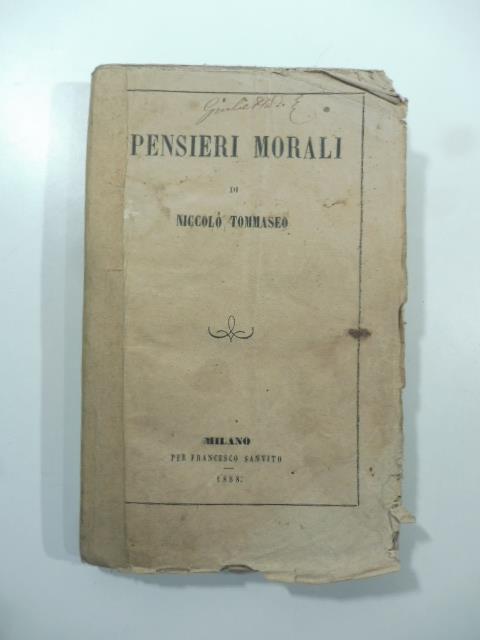 PENSIERI MORALI
DI
NICCOLÒ TOMMASEO
MILANO
PER FRANCESCO SANVITO